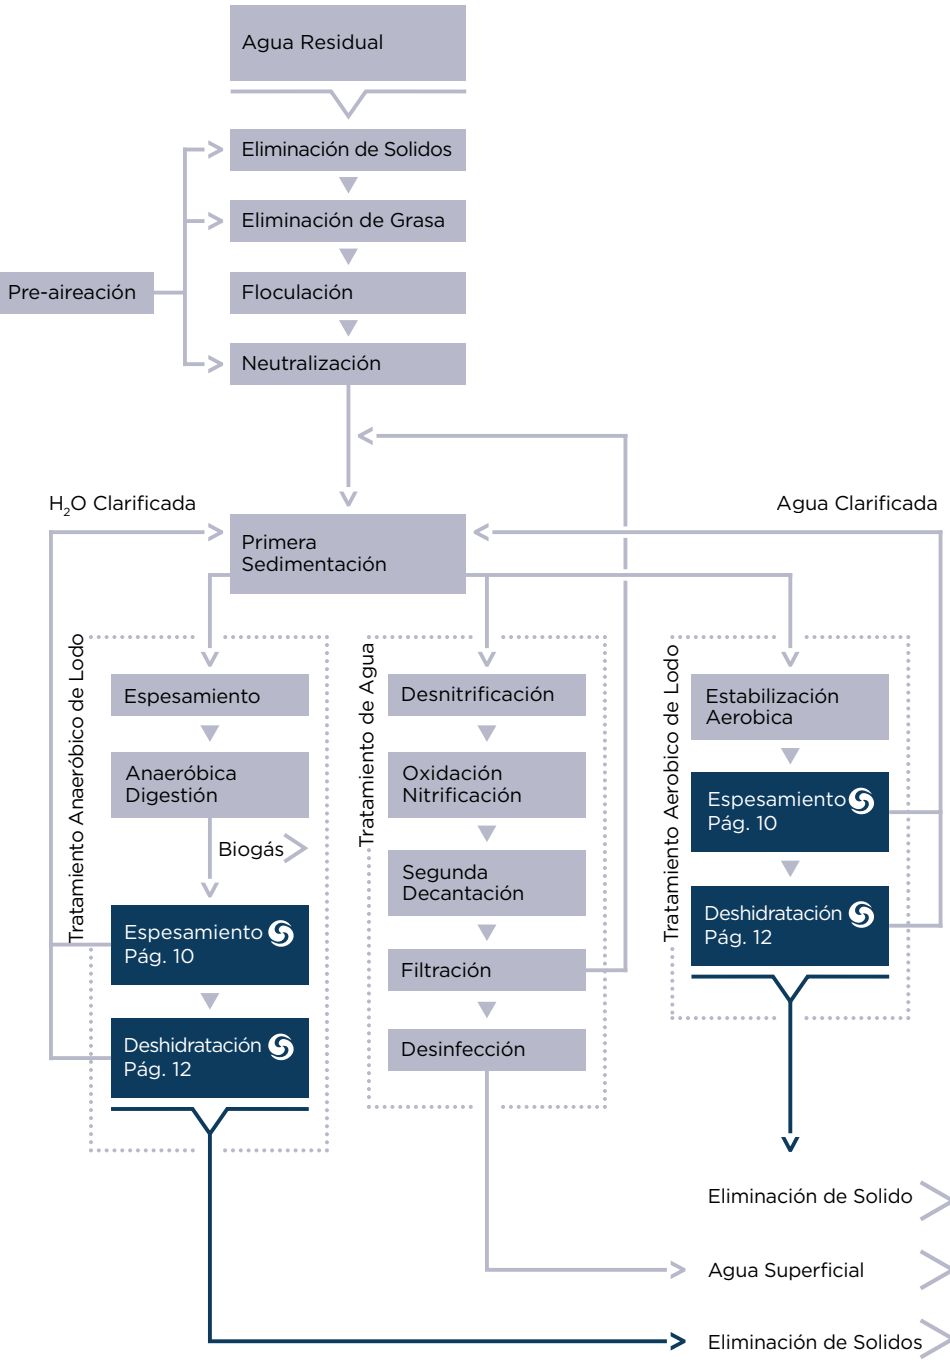 Agua Residual
Eliminación de Solidos
Eliminación de Grasa
Pre-aireación
Floculación
Neutralización
H₂O Clarificada
Agua Clarificada
Primera
Sedimentación
Tratamiento Anaeróbico de Lodo
Espesamiento
Anaeróbica
Digestión
Biogás
Espesamiento
Pág. 10
Deshidratación
Pág. 12
Tratamiento de Agua
Desnitrificación
Oxidación
Nitrificación
Segunda
Decantación
Filtración
Desinfección
Tratamiento Aerobico de Lodo
Estabilización
Aerobica
Espesamiento
Pág. 10
Deshidratación
Pág. 12
Eliminación de Solido
Agua Superficial
Eliminación de Solidos